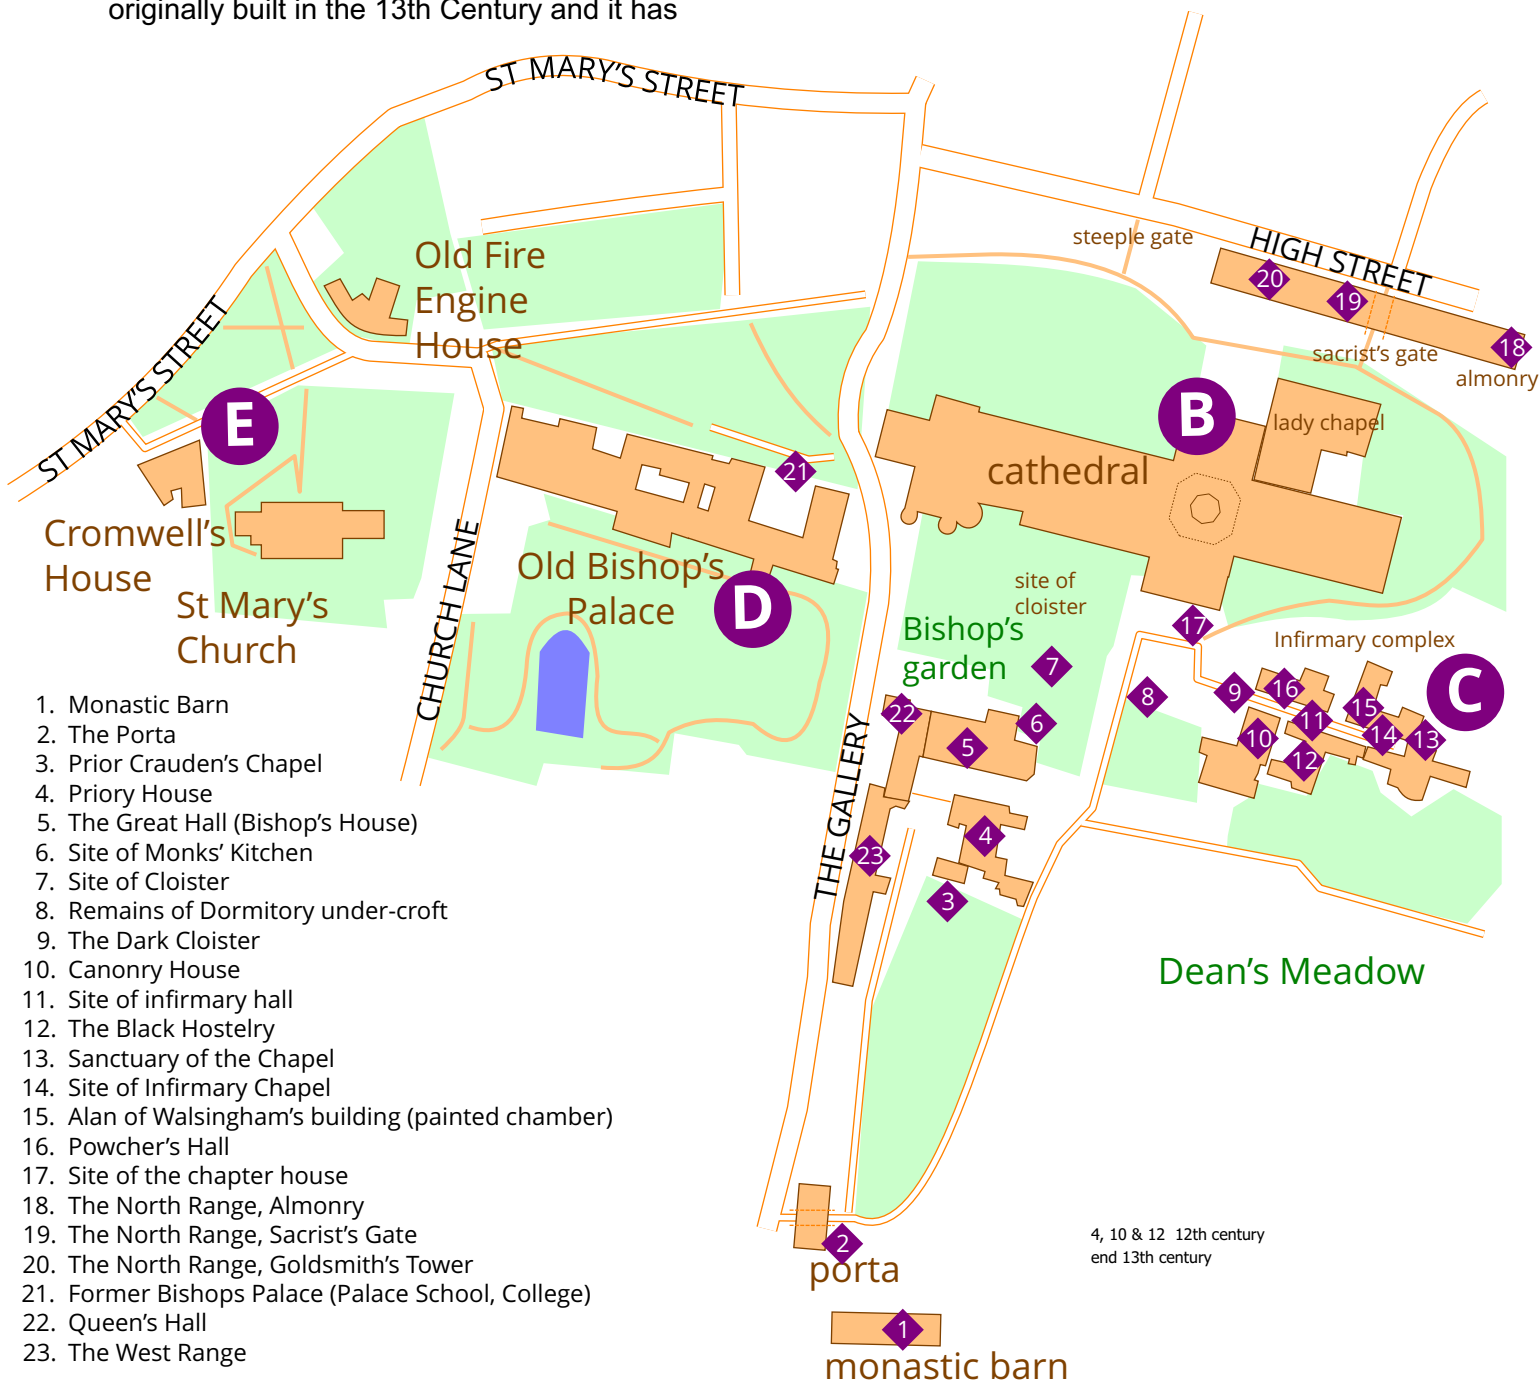 originally built in the 13th Century and it has
ST MARY'S STREET
HIGH STREET
steeple gate
20
19
18
sacrist's gate
almonry
Old Fire
Engine
House
ST MARY'S STREET
E
B
lady chapel
cathedral
21
Cromwell's
House
St Mary's
Church
CHURCH LANE
Old Bishop's
Palace
D
site of
cloister
Bishop's
garden
17
Infirmary complex
C
7
8
9
16
15
11
14
13
10
12
22
6
5
4
THE GALLERY
23
3
Dean's Meadow
1. Monastic Barn
2. The Porta
3. Prior Crauden's Chapel
4. Priory House
5. The Great Hall (Bishop's House)
6. Site of Monks' Kitchen
7. Site of Cloister
8. Remains of Dormitory under-croft
9. The Dark Cloister
10. Canonry House
11. Site of infirmary hall
12. The Black Hostelry
13. Sanctuary of the Chapel
14. Site of Infirmary Chapel
15. Alan of Walsingham's building (painted chamber)
16. Powcher's Hall
17. Site of the chapter house
18. The North Range, Almonry
19. The North Range, Sacrist's Gate
20. The North Range, Goldsmith's Tower
21. Former Bishops Palace (Palace School, College)
22. Queen's Hall
23. The West Range
4, 10 & 12 12th century
end 13th century
2
porta
1
monastic barn